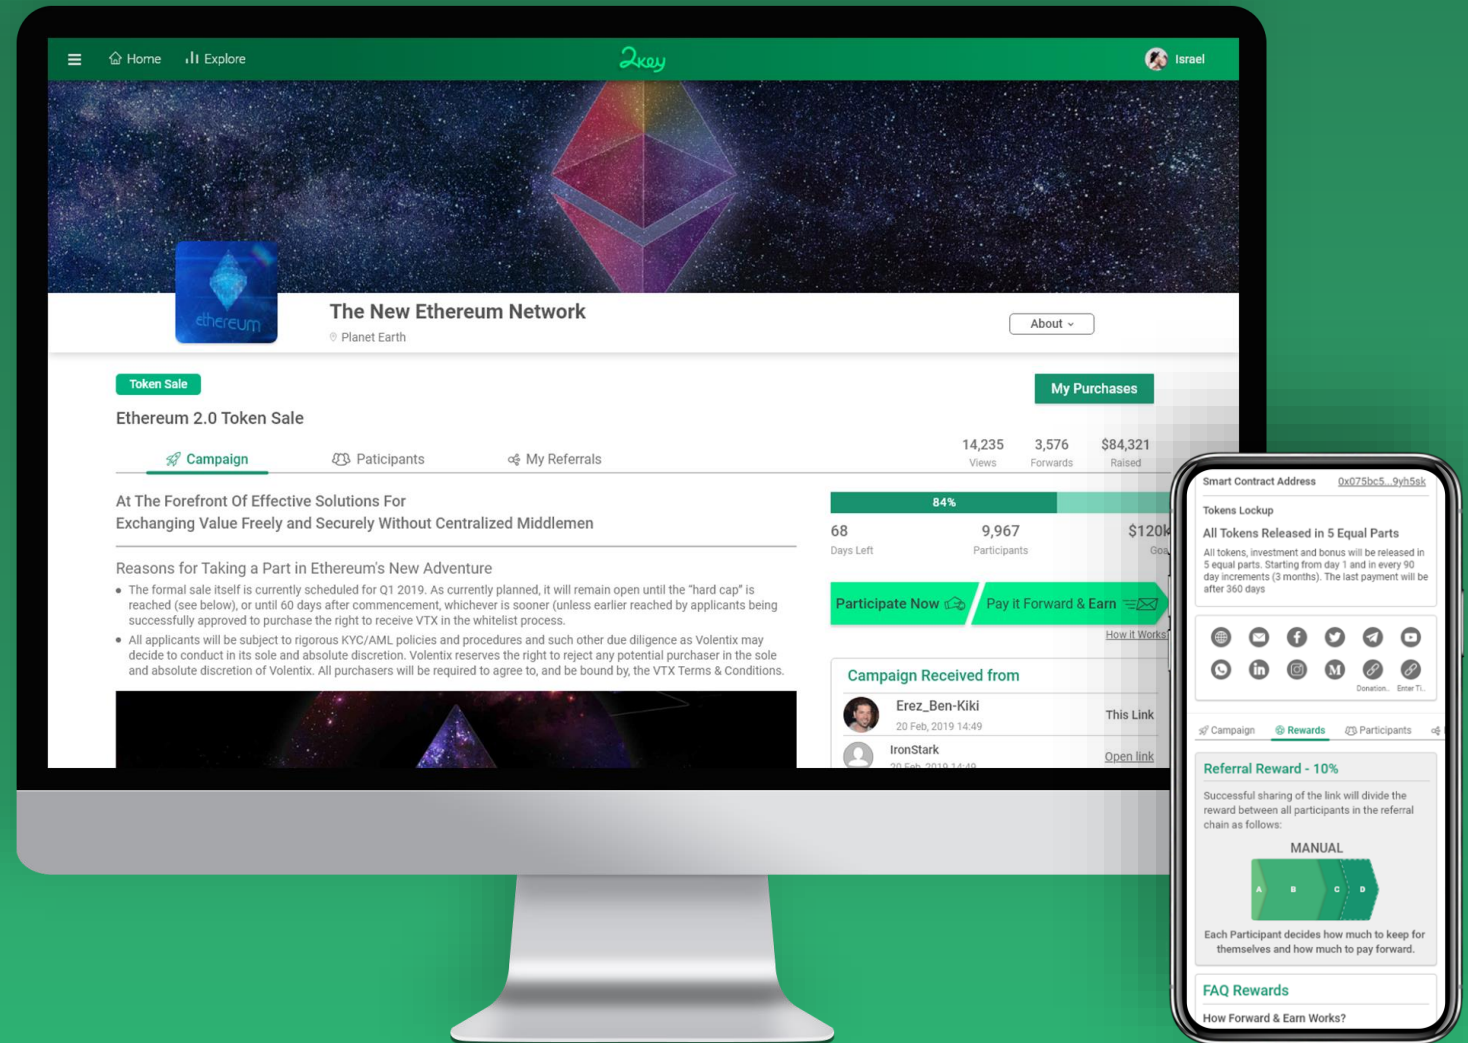 Home
Explore
2key
Israel
ethereum
The New Ethereum Network
Planet Earth
About
Token Sale
My Purchases
Ethereum 2.0 Token Sale
Campaign
Paticipants
My Referrals
14,235
3,576
$84,321
Views
Forwards
Raised
At The Forefront Of Effective Solutions For
Exchanging Value Freely and Securely Without Centralized Middlemen
84%
68
9,967
$120k
Days Left
Participants
Goa
Reasons for Taking a Part in Ethereum's New Adventure
The formal sale itself is currently scheduled for Q1 2019. As currently planned, it will remain open until the "hard cap" is
reached (see below), or until 60 days after commencement, whichever is sooner (unless earlier reached by applicants being
successfully approved to purchase the right to receive VTX in the whitelist process.
All applicants will be subject to rigorous KYC/AML policies and procedures and such other due diligence as Volentix may
decide to conduct in its sole and absolute discretion. Volentix reserves the right to reject any potential purchaser in the sole
and absolute discretion of Volentix. All purchasers will be required to agree to, and be bound by, the VTX Terms & Conditions.
Participate Now
Pay it Forward & Earn
How it Works
Campaign Received from
Erez_Ben-Kiki
20 Feb, 2019 14:49
This Link
IronStark
20 Feb, 2019 14:49
Open link
Smart Contract Address
0x075bc5...9yh5sk
Tokens Lockup
All Tokens Released in 5 Equal Parts
All tokens, investment and bonus will be released in
5 equal parts. Starting from day 1 and in every 90
day increments (3 months). The last payment will be
after 360 days
Donation..
Enter Ti..
Campaign
Rewards
Participants
Referral Reward - 10%
Successful sharing of the link will divide the
reward between all participants in the referral
chain as follows:
MANUAL
A
B
C
D
Each Participant decides how much to keep for
themselves and how much to pay forward.
FAQ Rewards
How Forward & Earn Works?